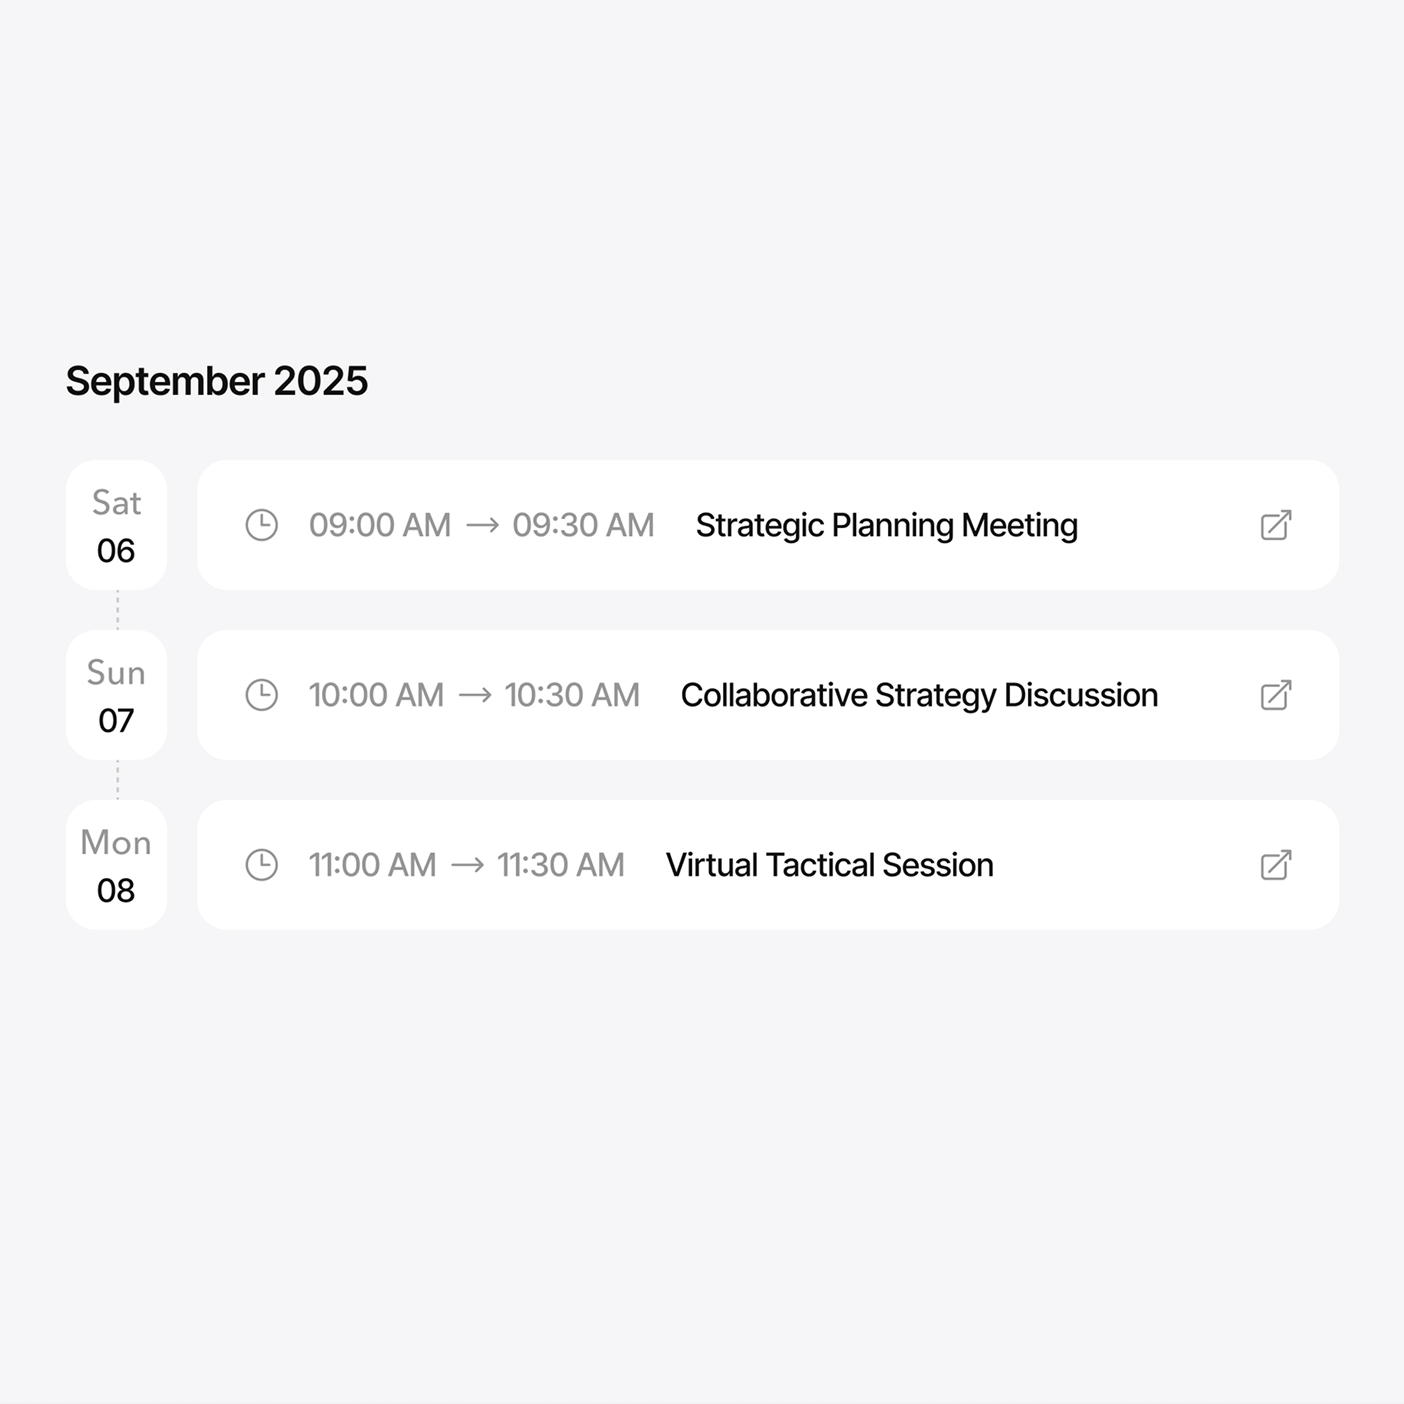 September 2025
Sat
06
09:00 AM → 09:30 AM Strategic Planning Meeting
Sun
07
10:00 AM → 10:30 AM Collaborative Strategy Discussion
Mon
08
11:00 AM → 11:30 AM Virtual Tactical Session